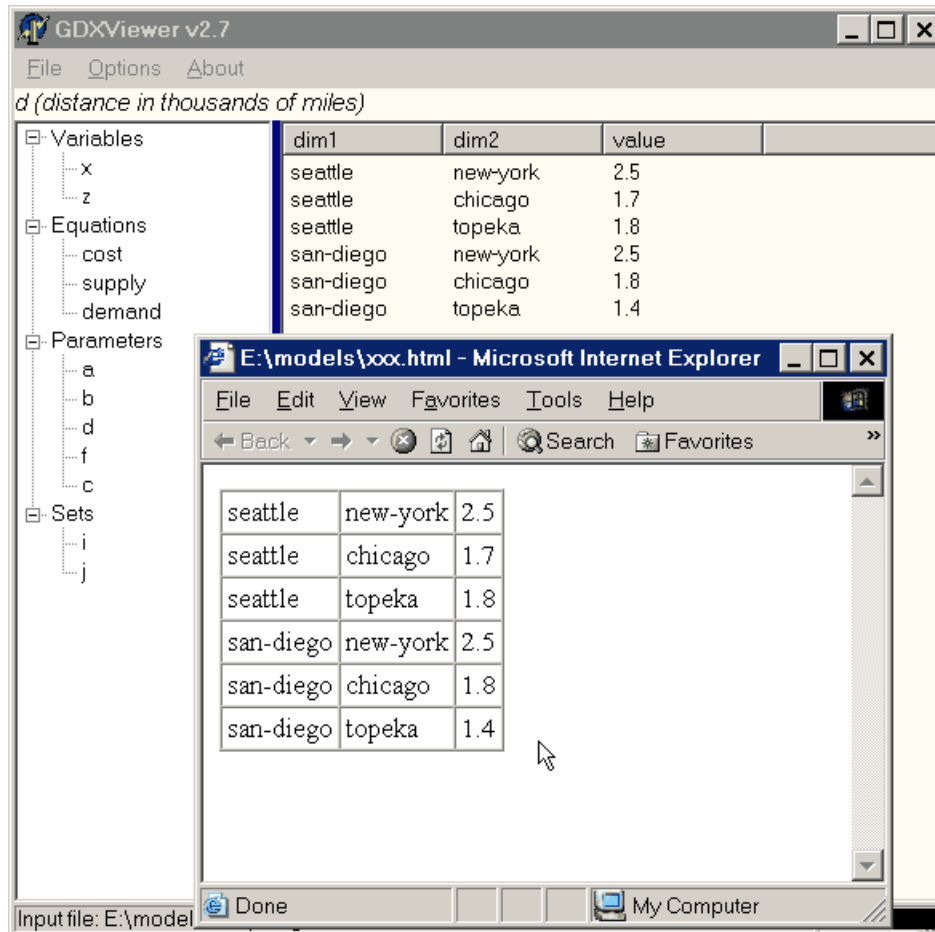 GDXViewer v2.7
File Options About
d (distance in thousands of miles)
Variables
x
z
Equations
cost
supply
demand
Parameters
a
b
d
f
c
Sets
i
j
dim1 dim2 value
seattle new-york 2.5
seattle chicago 1.7
seattle topeka 1.8
san-diego new-york 2.5
san-diego chicago 1.8
san-diego topeka 1.4
E:\models\xxx.html - Microsoft Internet Explorer
File Edit View Favorites Tools Help
Back Search Favorites »
seattle new-york 2.5
seattle chicago 1.7
seattle topeka 1.8
san-diego new-york 2.5
san-diego chicago 1.8
san-diego topeka 1.4
Done My Computer
Input file: E:\model